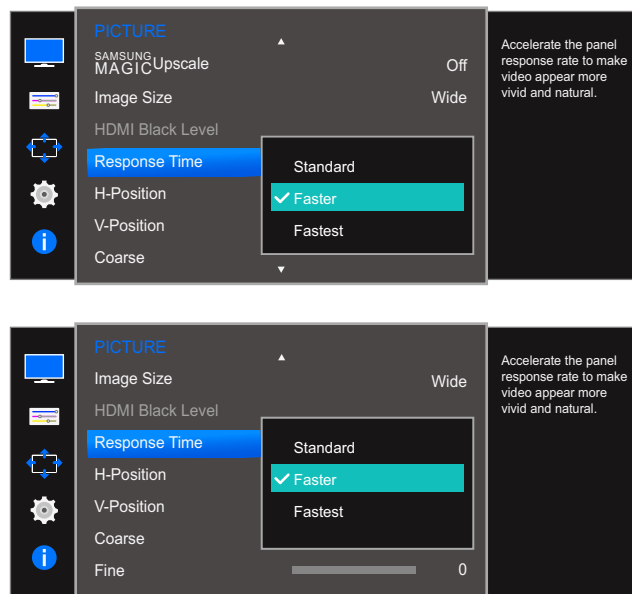 PICTURE
SAMSUNG
MAGIC Upscale Off
Image Size Wide
HDMI Black Level
Response Time
Standard
H-Position
Faster
V-Position
Fastest
Coarse
Accelerate the panel
response rate to make
video appear more
vivid and natural.
PICTURE
Image Size Wide
HDMI Black Level
Response Time
Standard
H-Position
Faster
V-Position
Fastest
Coarse
Fine 0
Accelerate the panel
response rate to make
video appear more
vivid and natural.